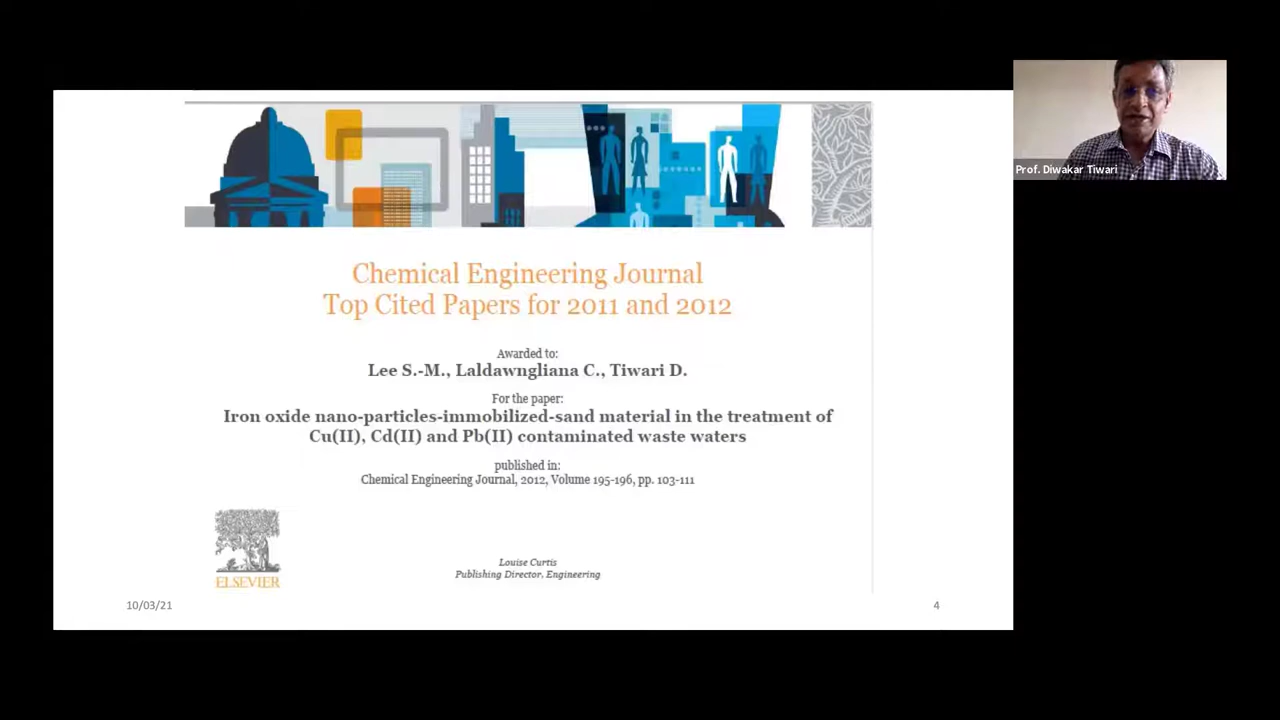 Chemical Engineering Journal
Top Cited Papers for 2011 and 2012
Awarded to:
Lee S.-M., Laldawngliana C., Tiwari D.
For the paper:
Iron oxide nano-particles-immobilized-sand material in the treatment of
Cu(II), Cd(II) and Pb(II) contaminated waste waters
published in:
Chemical Engineering Journal, 2012, Volume 195-196, pp. 103-111
Louise Curtis
Publishing Director, Engineering
ELSEVIER
10/03/21
4
Prof. Diwakar Tiwari